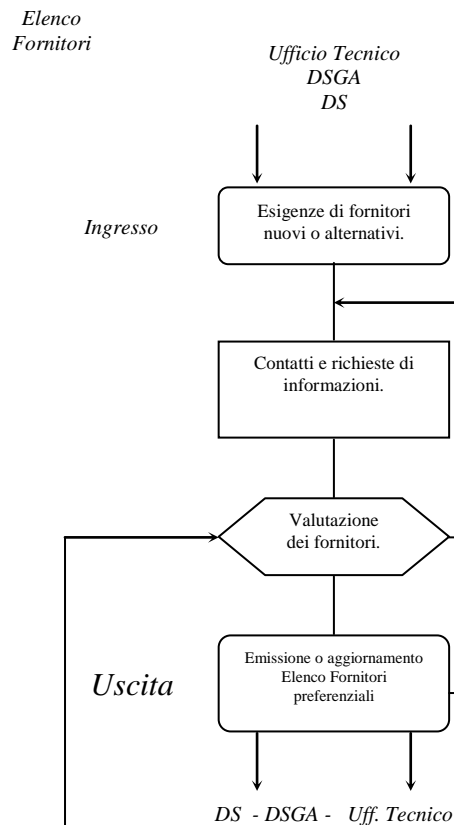 Elenco
Fornitori
Ufficio Tecnico
DSGA
DS
Ingresso
Esigenze di fornitori
nuovi o alternativi.
Contatti e richieste di
informazioni.
Valutazione
dei fornitori.
Uscita
Emissione o aggiornamento
Elenco Fornitori
preferenziali
DS - DSGA - Uff. Tecnico